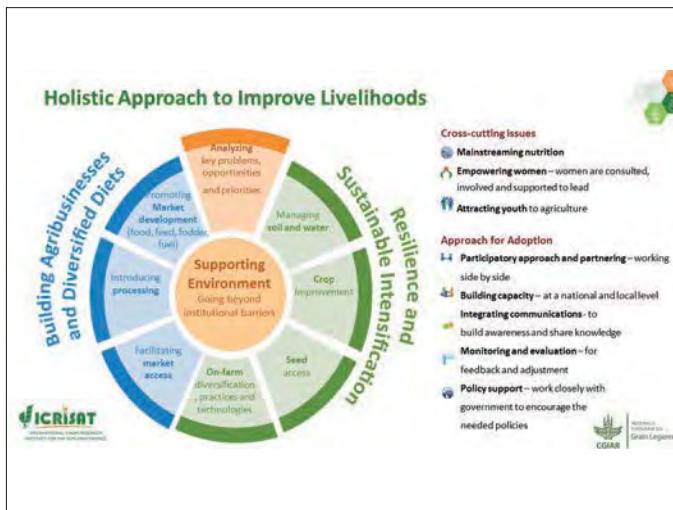 Holistic Approach to Improve Livelihoods
Analyzing
key problems,
opportunities
and priorities
Managing
soil and water
Crop
improvement
Seed
access
On-farm
diversification
, practices and
technologies
Facilitating
market
access
Introducing
processing
Promoting
Market
development
(food, feed, fodder,
fuel)
Supporting
Environment
Going beyond
institutional barriers
Building Agribusinesses
and Diversified Diets
Resilience and
Sustainable Intensification
Cross-cutting issues
Mainstreaming nutrition
Empowering women – women are consulted,
involved and supported to lead
Attracting youth to agriculture
Approach for Adoption
Participatory approach and partnering – working
side by side
Building capacity – at a national and local level
Integrating communications - to
build awareness and share knowledge
Monitoring and evaluation – for
feedback and adjustment
Policy support – work closely with
government to encourage the
needed policies
ICRISAT
CGIAR
Grain Legumes